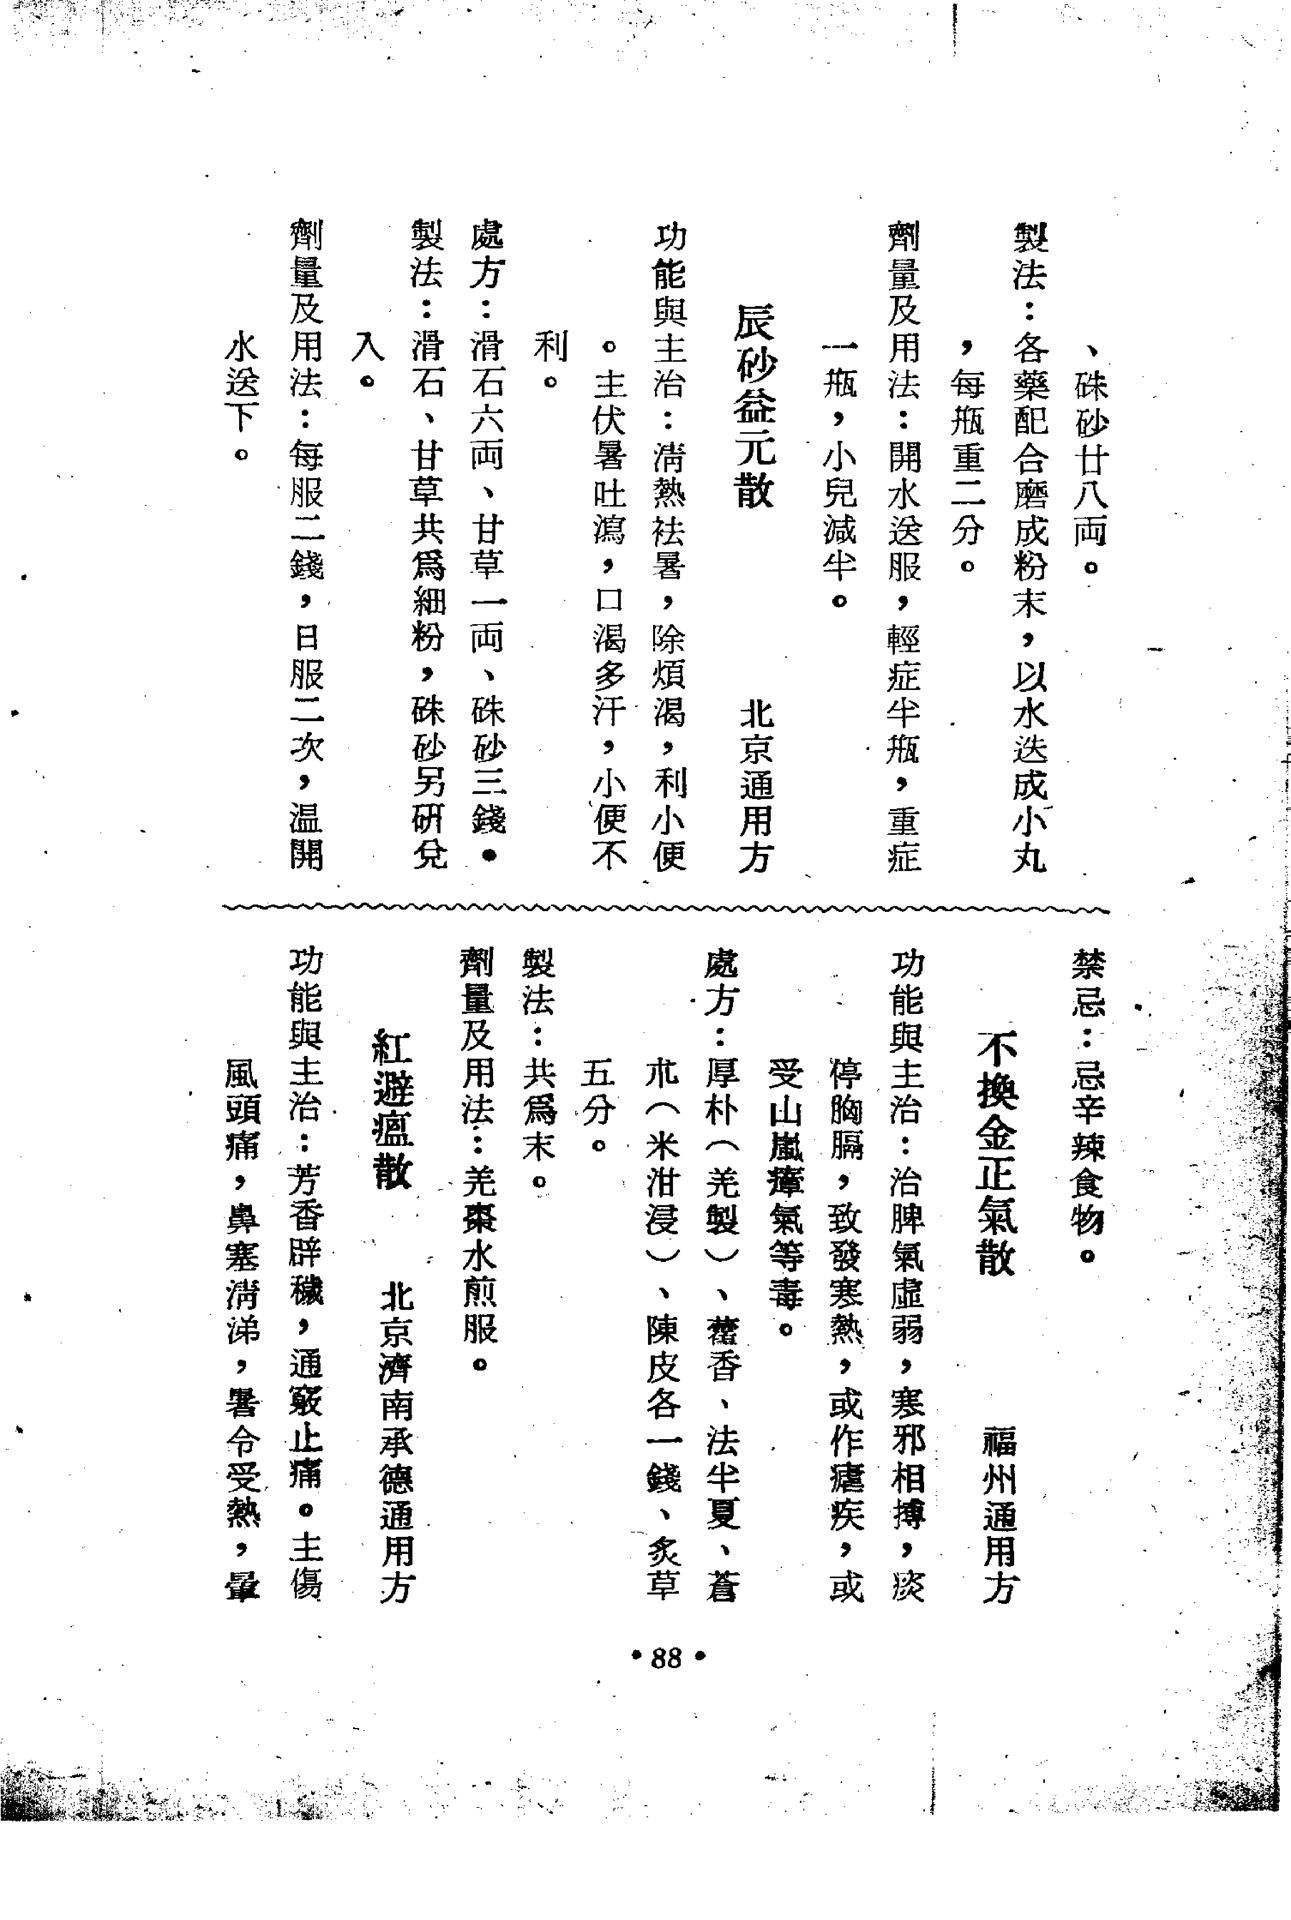 、硃砂廿八両。
製法：各藥配合磨成粉末，以水迭成小丸
，每瓶重二分。
劑量及用法：開水送服，輕症半瓶，重症
一瓶，小兒減半。
辰砂益元散　北京通用方
功能與主治：淸熱袪暑，除煩渴，利小便
。主伏暑吐瀉，口渴多汗，小便不
利。
處方：滑石六両、甘草一両、硃砂三錢。
製法：滑石、甘草共爲細粉，硃砂另研兌
入。
劑量及用法：每服二錢，日服二次，温開
水送下。
禁忌：忌辛辣食物。
不換金正氣散　福州通用方
功能與主治：治脾氣虛弱，寒邪相搏，痰
停胸膈，致發寒熱，或作瘧疾，或
受山嵐瘴氣等毒。
處方：厚朴（羌製）、藿香、法半夏、蒼
朮（米泔浸）、陳皮各一錢、炙草
五分。
製法：共爲末。
劑量及用法：羌棗水煎服。
紅避瘟散　北京濟南承德通用方
功能與主治：芳香辟穢，通竅止痛。主傷
風頭痛，鼻塞淸涕，暑令受熱，暈
•88•